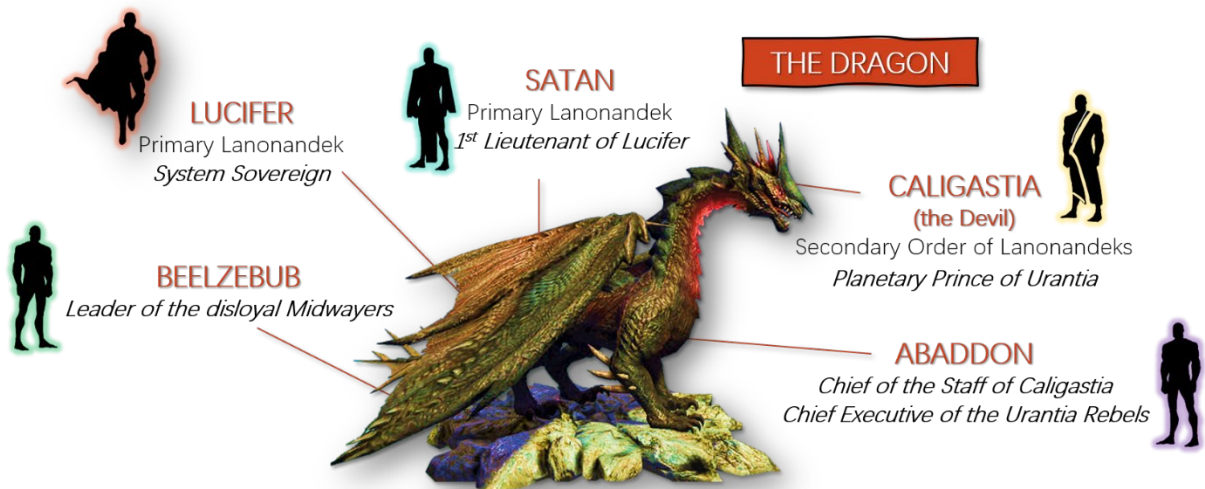 THE DRAGON
LUCIFER
Primary Lanonandek
System Sovereign
SATAN
Primary Lanonandek
1st Lieutenant of Lucifer
CALIGASTIA
(the Devil)
Secondary Order of Lanonandeks
Planetary Prince of Urantia
BEELZEBUB
Leader of the disloyal Midwayers
ABADDON
Chief of the Staff of Caligastia
Chief Executive of the Urantia Rebels